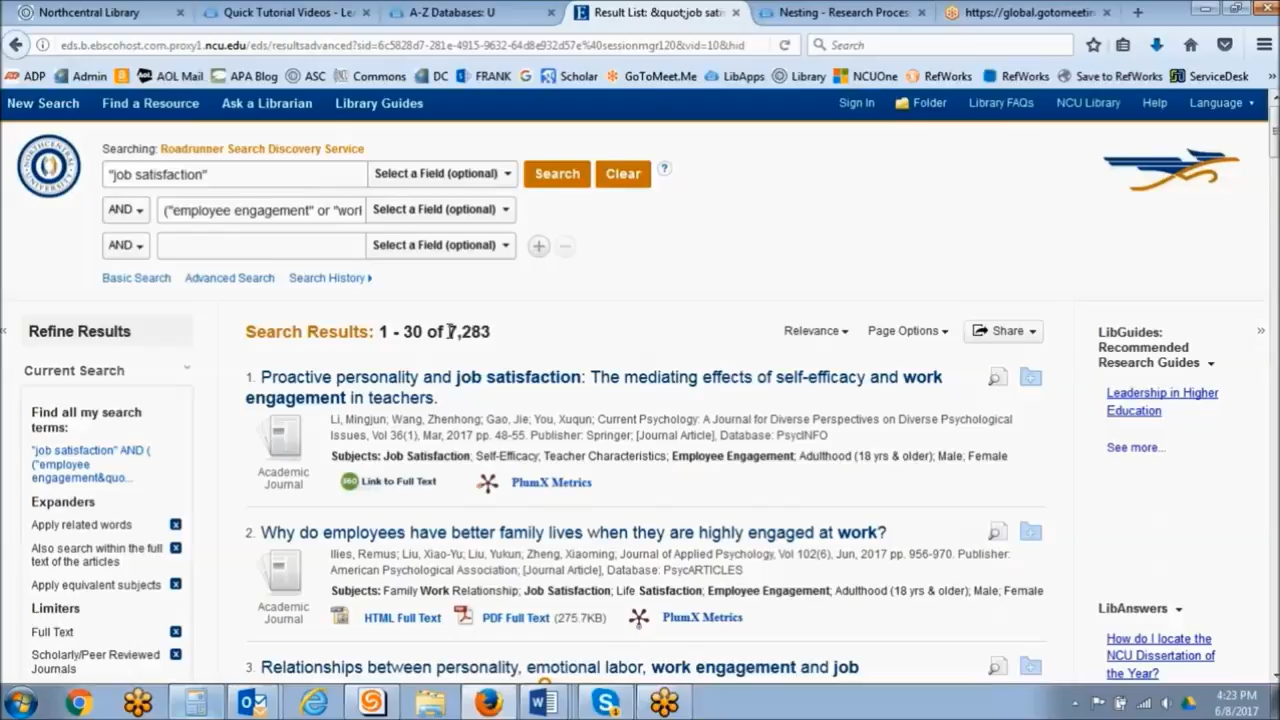 Northcentral Library
Quick Tutorial Videos - Le
A-Z Databases: U
Result List: &quot;job sati
Nesting - Research Proces
https://global.gotomeetin
eds.b.ebscohost.com.proxy1.ncu.edu/eds/resultsadvanced?sid=6c5828d7-281e-4915-9632-64d8e932d57e%40sessionmgr120&vid=10&hid
Search
ADP
Admin
AOL Mail
APA Blog
ASC
Commons
DC
FRANK
Scholar
GoToMeet.Me
LibApps
Library
NCUOne
RefWorks
RefWorks
Save to RefWorks
ServiceDesk
New Search
Find a Resource
Ask a Librarian
Library Guides
Sign In
Folder
Library FAQs
NCU Library
Help
Language
Searching: Roadrunner Search Discovery Service
"job satisfaction"
Select a Field (optional)
Search
Clear
?
AND
("employee engagement" or "worl
Select a Field (optional)
AND
Select a Field (optional)
Basic Search
Advanced Search
Search History
Refine Results
Search Results: 1 - 30 of 7,283
Relevance
Page Options
Share
LibGuides:
Recommended
Research Guides
Current Search
Find all my search
terms:
"job satisfaction" AND (
("employee
engagement&quo...
Expanders
Apply related words
Also search within the full
text of the articles
Apply equivalent subjects
Limiters
Full Text
Scholarly/Peer Reviewed
Journals
1. Proactive personality and job satisfaction: The mediating effects of self-efficacy and work
engagement in teachers.
Li, Mingjun; Wang, Zhenhong; Gao, Jie; You, Xuqun; Current Psychology: A Journal for Diverse Perspectives on Diverse Psychological
Issues, Vol 36(1), Mar, 2017 pp. 48-55. Publisher: Springer; [Journal Article], Database: PsycINFO
Subjects: Job Satisfaction; Self-Efficacy; Teacher Characteristics; Employee Engagement; Adulthood (18 yrs & older); Male; Female
Academic
Journal
360 Link to Full Text
PlumX Metrics
2. Why do employees have better family lives when they are highly engaged at work?
Ilies, Remus; Liu, Xiao-Yu; Liu, Yukun; Zheng, Xiaoming; Journal of Applied Psychology, Vol 102(6), Jun, 2017 pp. 956-970. Publisher:
American Psychological Association; [Journal Article], Database: PsycARTICLES
Subjects: Family Work Relationship; Job Satisfaction; Life Satisfaction; Employee Engagement; Adulthood (18 yrs & older); Male; Female
Academic
Journal
HTML Full Text
PDF Full Text (275.7KB)
PlumX Metrics
3. Relationships between personality, emotional labor, work engagement and job
Leadership in Higher
Education
See more...
LibAnswers
How do I locate the
NCU Dissertation of
the Year?
4:23 PM
6/8/2017